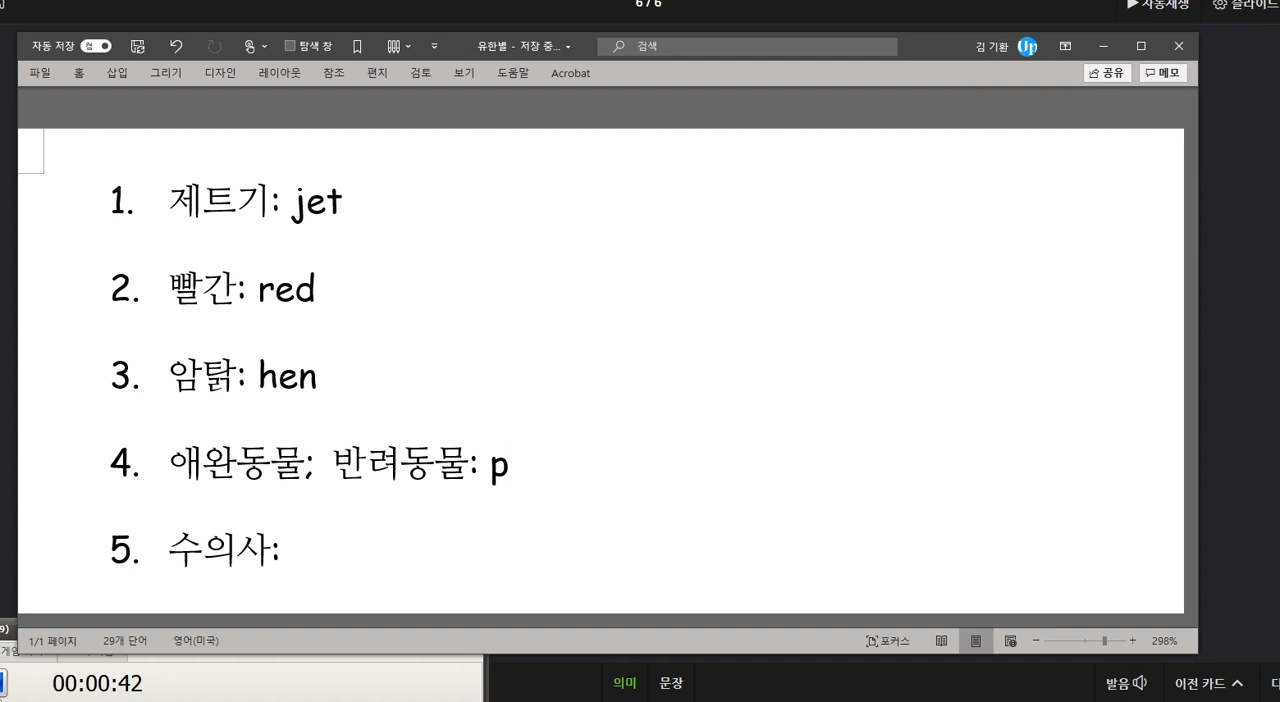 6 / 6
▶자동재생
슬라이드
자동 저장 컴 탐색 창 유한별 - 저장 중... 검색 김 기환 Up
파일 홈 삽입 그리기 디자인 레이아웃 참조 편지 검토 보기 도움말 Acrobat 공유 메모
1. 제트기: jet
2. 빨간: red
3. 암탉: hen
4. 애완동물; 반려동물: p
5. 수의사:
1/1 페이지 29개 단어 영어(미국) 포커스 298%
00:00:42 의미 문장 발음 이전 카드